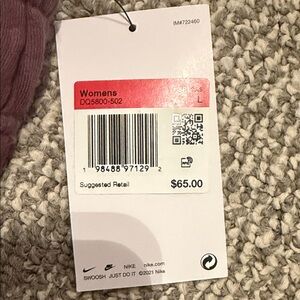 IM#722460
Womens
DQ5800-502
L
1 98488 97129 2
Suggested Retail
$65.00
NIKE nike.com
SWOOSH JUST DO IT ©2021 Nike